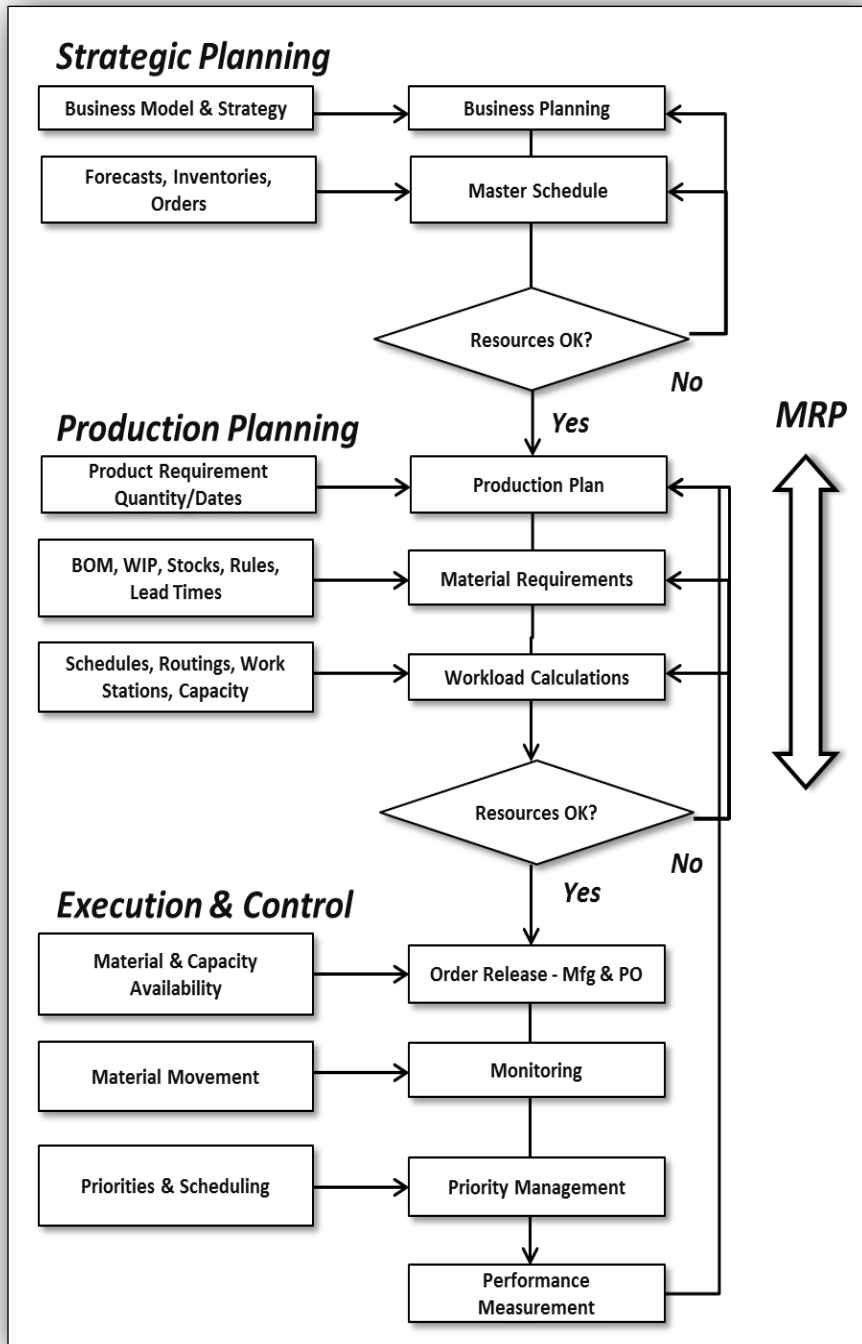 Strategic Planning
Business Model & Strategy
Business Planning
Forecasts, Inventories,
Orders
Master Schedule
Resources OK?
No
Yes
MRP
Production Planning
Product Requirement
Quantity/Dates
Production Plan
BOM, WIP, Stocks, Rules,
Lead Times
Material Requirements
Schedules, Routings, Work
Stations, Capacity
Workload Calculations
Resources OK?
No
Yes
Execution & Control
Material & Capacity
Availability
Order Release - Mfg & PO
Material Movement
Monitoring
Priorities & Scheduling
Priority Management
Performance
Measurement